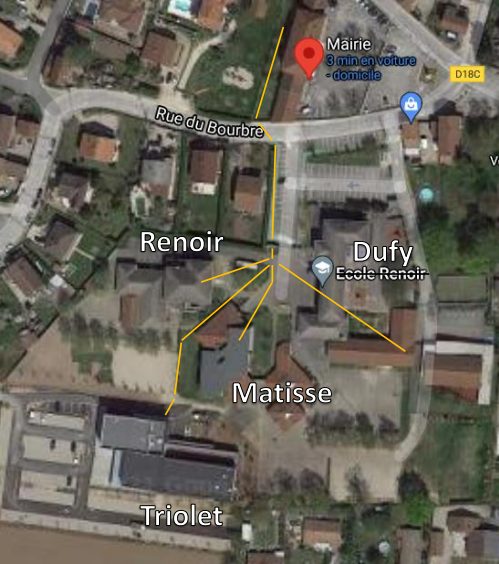 Mairie
3 min en voiture
- domicile
D18C
Rue du Bourbre
V
Renoir
Dufy
Ecole Renoir
Matisse
Triolet